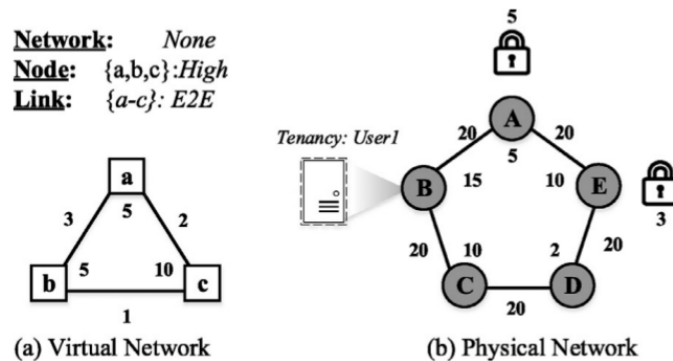 Network: None
Node: {a,b,c}:High
Link: {a-c}: E2E
a
5
3
2
b
5
10
c
1
(a) Virtual Network
5
A
20
20
5
Tenancy: User1
B
15
10
E
3
20
10
2
20
C
D
20
(b) Physical Network